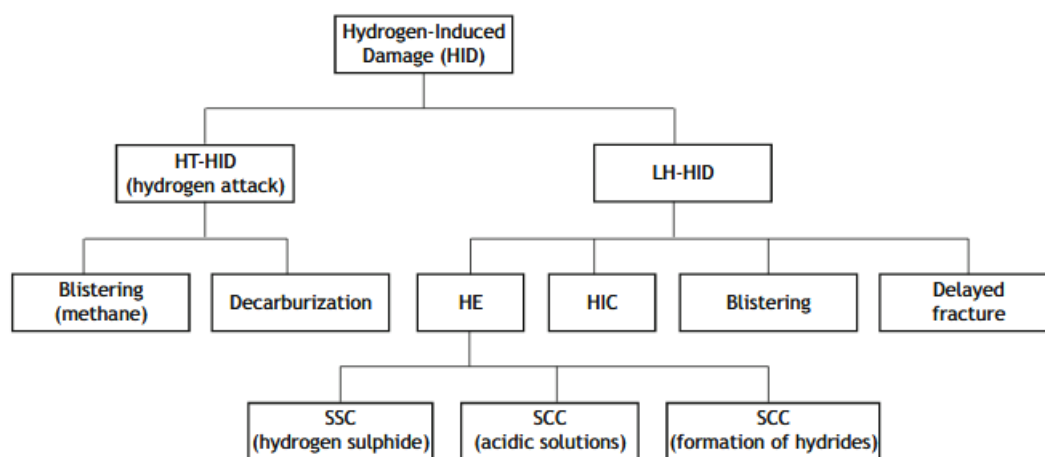 Hydrogen-Induced
Damage (HID)
HT-HID
(hydrogen attack)
LH-HID
Blistering
(methane)
Decarburization
HE
HIC
Blistering
Delayed
fracture
SSC
(hydrogen sulphide)
SCC
(acidic solutions)
SCC
(formation of hydrides)